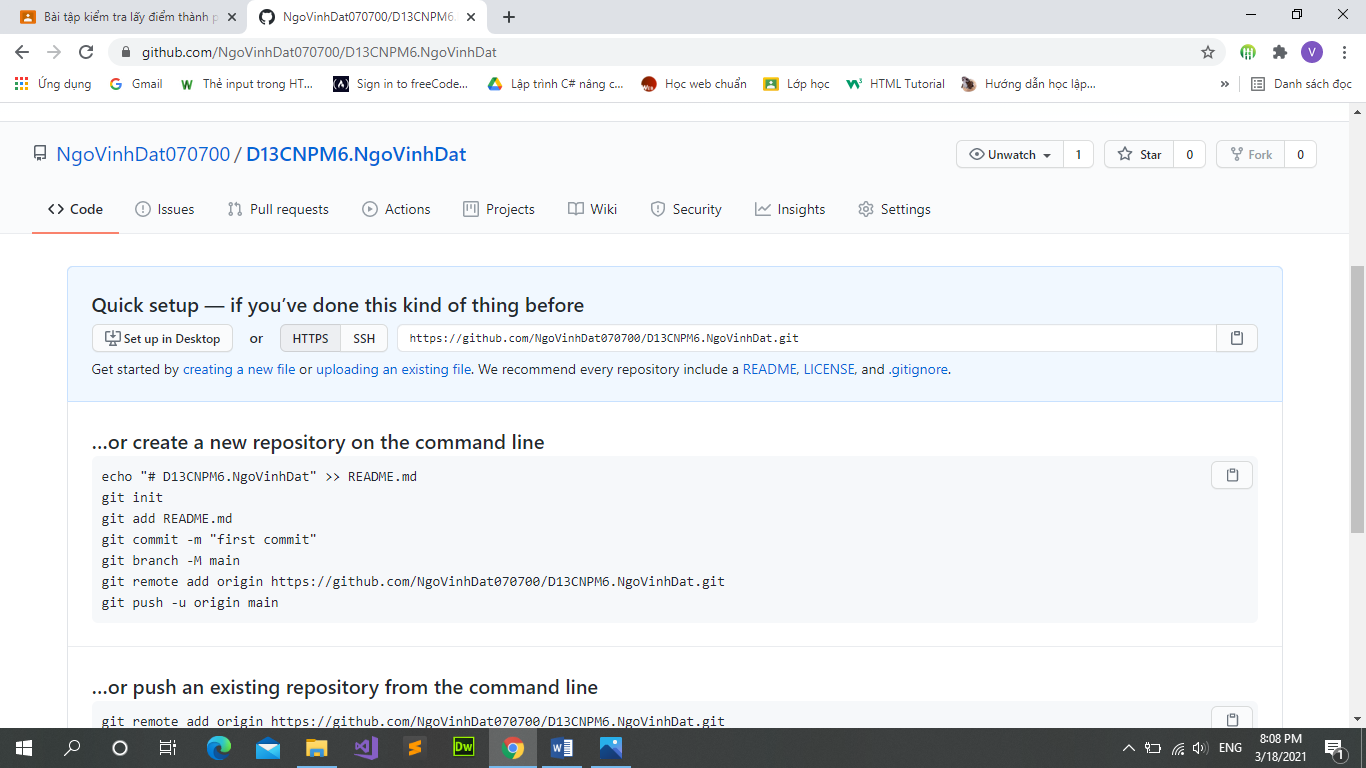 Bài tập kiểm tra lấy điểm thành p
NgoVinhDat070700/D13CNPM6.
github.com/NgoVinhDat070700/D13CNPM6.NgoVinhDat
V
Ứng dụng Gmail Thẻ input trong HT... Sign in to freeCode... Lập trình C# nâng c... Học web chuẩn Lớp học HTML Tutorial Hướng dẫn học lập... » Danh sách đọc
NgoVinhDat070700 / D13CNPM6.NgoVinhDat
Unwatch 1 Star 0 Fork 0
Code Issues Pull requests Actions Projects Wiki Security Insights Settings
Quick setup — if you’ve done this kind of thing before
Set up in Desktop or HTTPS SSH https://github.com/NgoVinhDat070700/D13CNPM6.NgoVinhDat.git
Get started by creating a new file or uploading an existing file. We recommend every repository include a README, LICENSE, and .gitignore.
…or create a new repository on the command line
echo "# D13CNPM6.NgoVinhDat" >> README.md
git init
git add README.md
git commit -m "first commit"
git branch -M main
git remote add origin https://github.com/NgoVinhDat070700/D13CNPM6.NgoVinhDat.git
git push -u origin main
…or push an existing repository from the command line
git remote add origin https://github.com/NgoVinhDat070700/D13CNPM6.NgoVinhDat.git
Dw
ENG
8:08 PM
3/18/2021
1